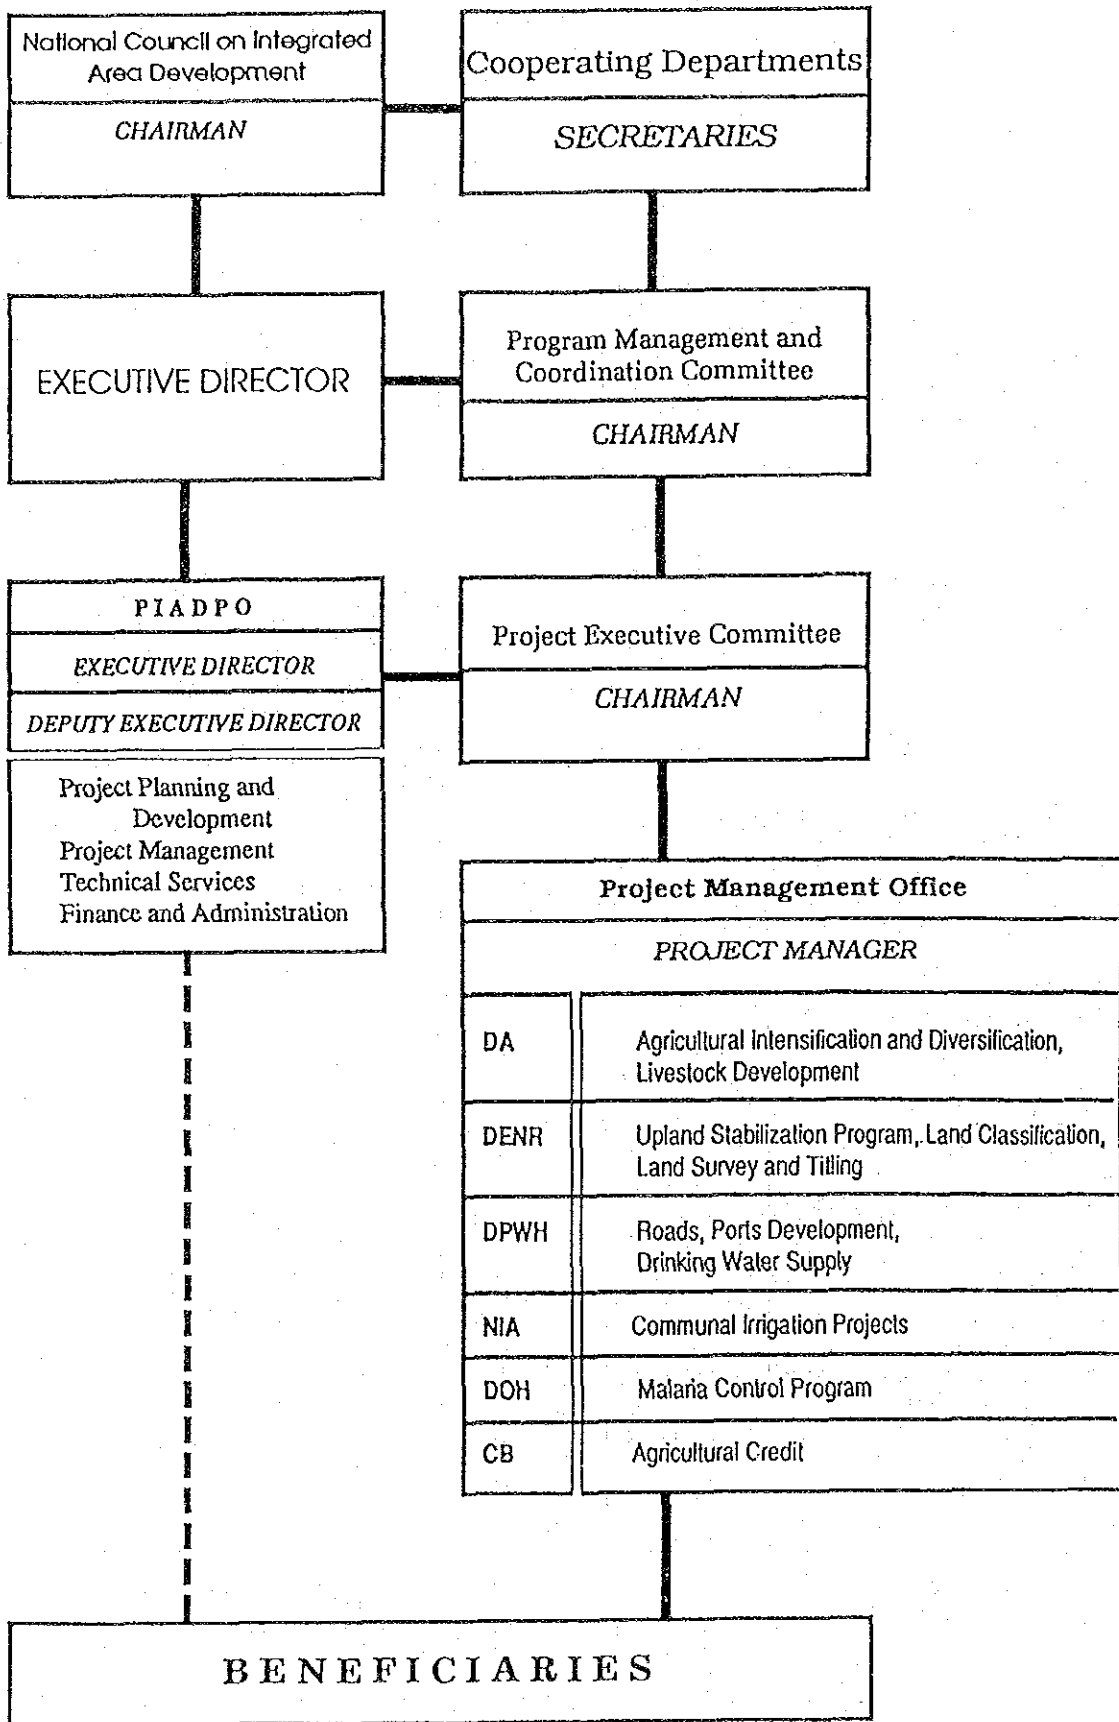 National Council on Integrated
Area Development
CHAIRMAN
Cooperating Departments
SECRETARIES
EXECUTIVE DIRECTOR
Program Management and
Coordination Committee
CHAIRMAN
PIADPO
EXECUTIVE DIRECTOR
DEPUTY EXECUTIVE DIRECTOR
Project Planning and
Development
Project Management
Technical Services
Finance and Administration
Project Executive Committee
CHAIRMAN
Project Management Office
PROJECT MANAGER
DA
Agricultural Intensification and Diversification,
Livestock Development
DENR
Upland Stabilization Program, Land Classification,
Land Survey and Titling
DPWH
Roads, Ports Development,
Drinking Water Supply
NIA
Communal Irrigation Projects
DOH
Malaria Control Program
CB
Agricultural Credit
BENEFICIARIES